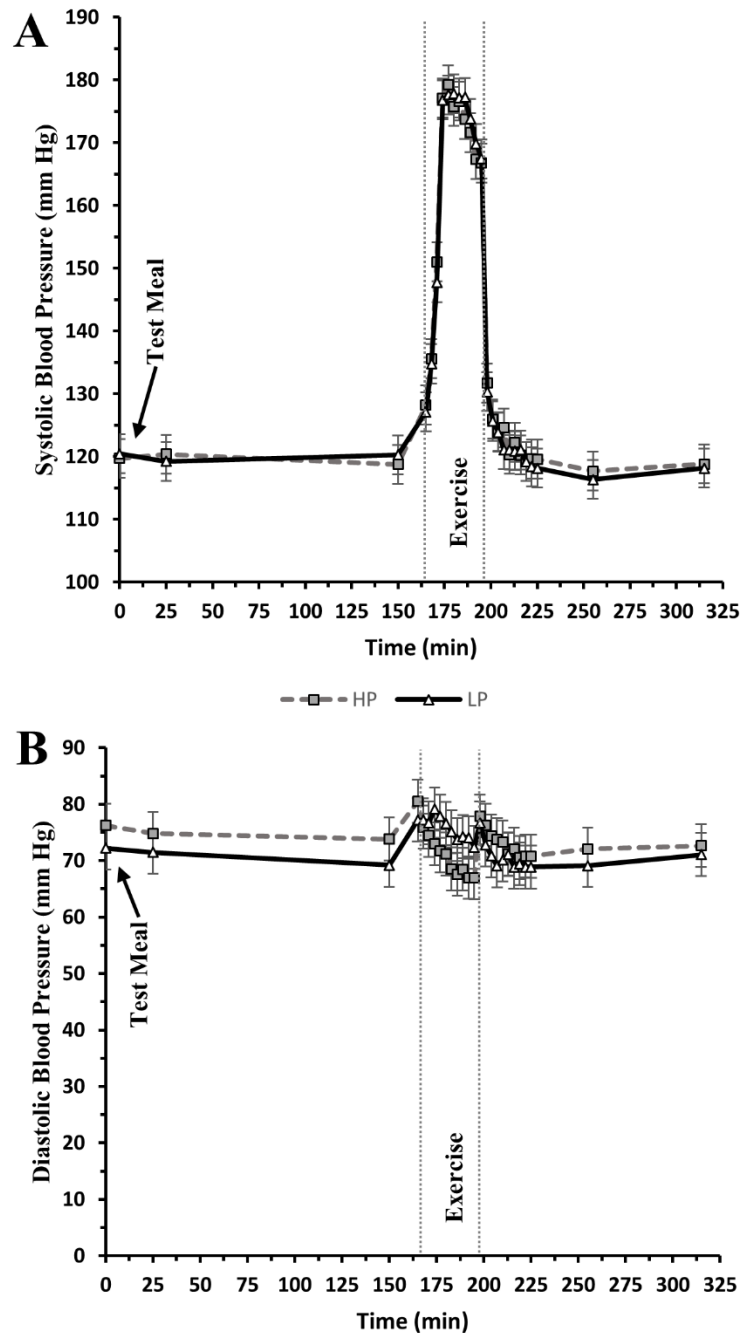 A
190
180
170
160
150
140
130
120
110
100
Systolic Blood Pressure (mm Hg)
Test Meal
Exercise
0 25 50 75 100 125 150 175 200 225 250 275 300 325
Time (min)
HP LP
B
90
80
70
60
50
40
30
20
10
0
Diastolic Blood Pressure (mm Hg)
Test Meal
Exercise
0 25 50 75 100 125 150 175 200 225 250 275 300 325
Time (min)